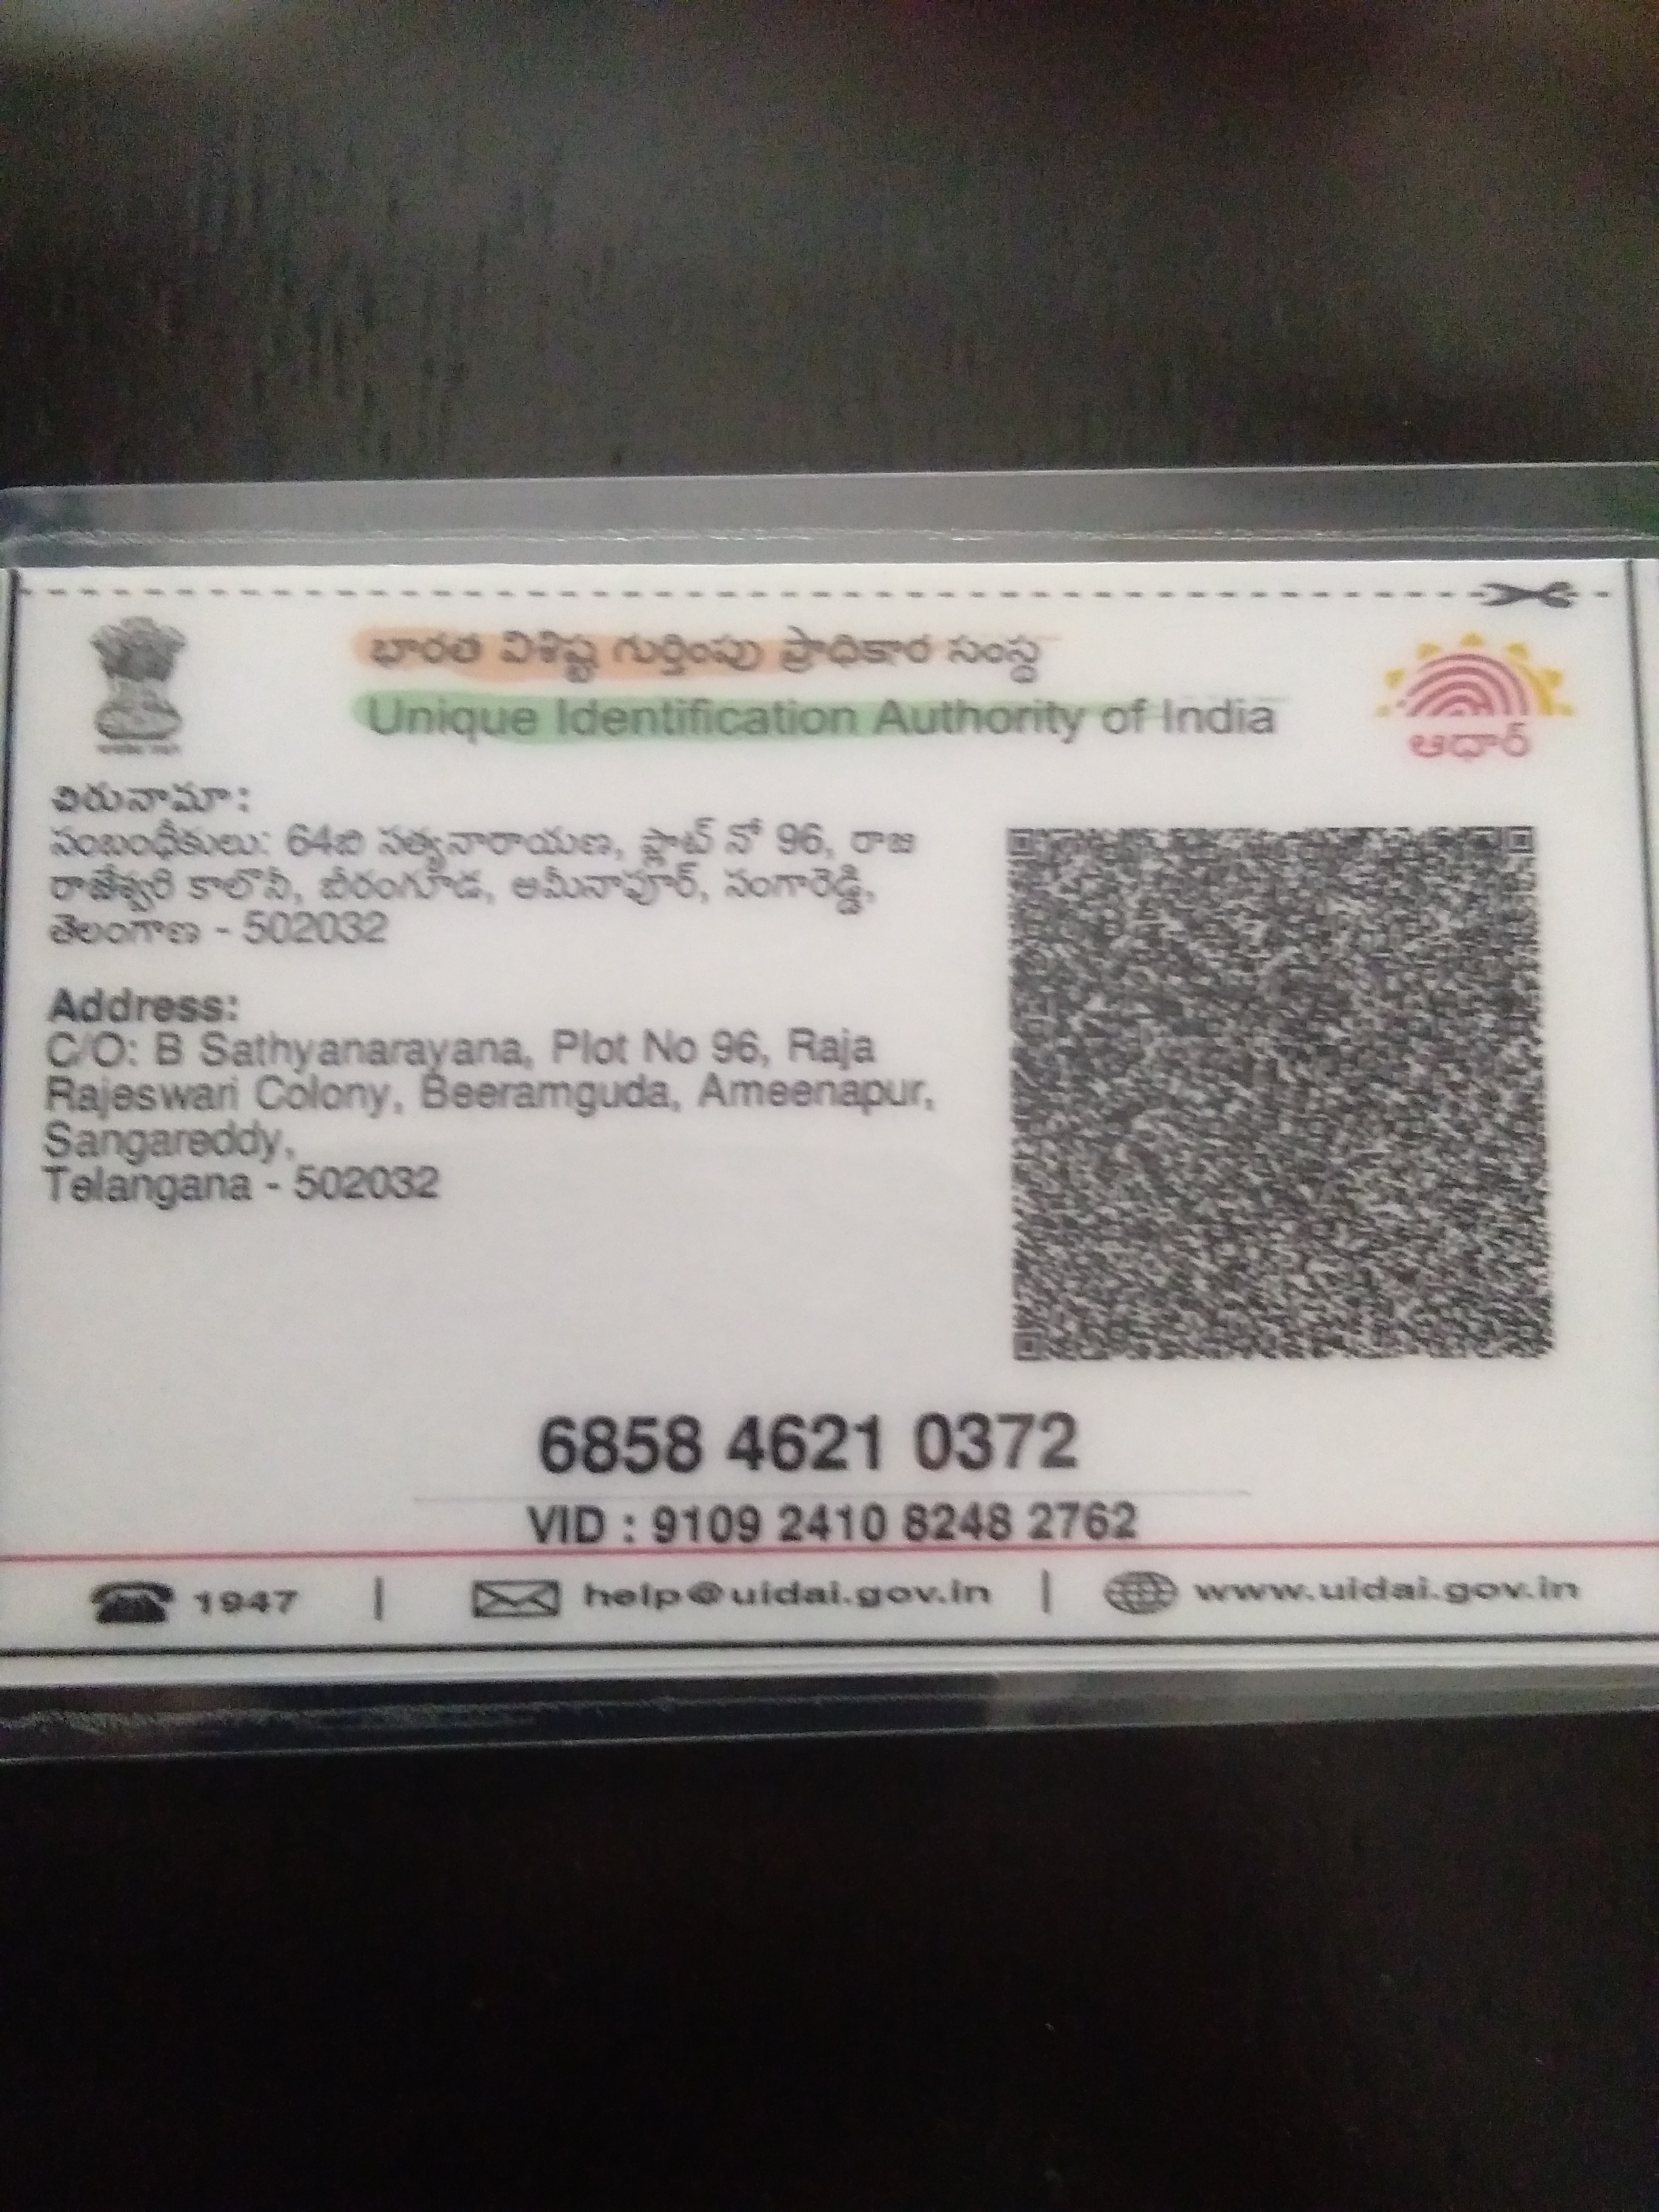 భారత విశిష్ట గుర్తింపు ప్రాధికార సంస్థ
Unique Identification Authority of India
ఆధార్
చిరునామా:
సంబంధీకులు: 64బి సత్యనారాయణ, ప్లాట్ నో 96, రాజ
రాజేశ్వరి కాలొనీ, బీరంగూడ, అమీనాపూర్, సంగారెడ్డి,
తెలంగాణ - 502032
Address:
C/O: B Sathyanarayana, Plot No 96, Raja
Rajeswari Colony, Beeramguda, Ameenapur,
Sangareddy,
Telangana - 502032
6858 4621 0372
VID : 9109 2410 8248 2762
1947 | help@uidai.gov.in | www.uidai.gov.in